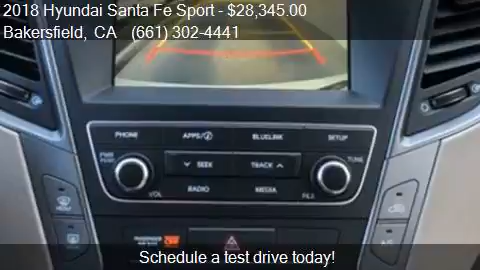 2018 Hyundai Santa Fe Sport - $28,345.00
Bakersfield, CA (661) 302-4441
PHONE APPS/i BLUELINK SETUP
PWR PUSH SEEK TRACK TUNE
RADIO MEDIA
VOL FILE
PASSENGER
Schedule a test drive today!